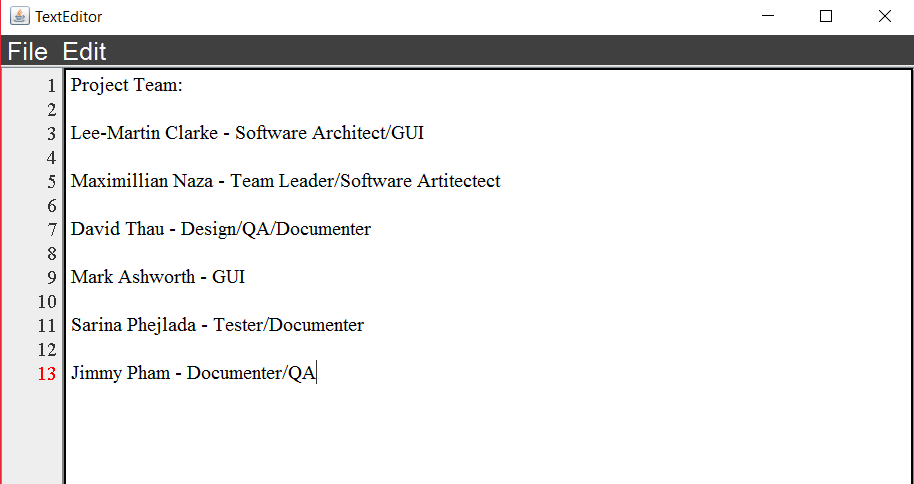 TextEditor
File Edit
1 Project Team:
2
3 Lee-Martin Clarke - Software Architect/GUI
4
5 Maximillian Naza - Team Leader/Software Artitectect
6
7 David Thau - Design/QA/Documenter
8
9 Mark Ashworth - GUI
10
11 Sarina Phejlada - Tester/Documenter
12
13 Jimmy Pham - Documenter/QA